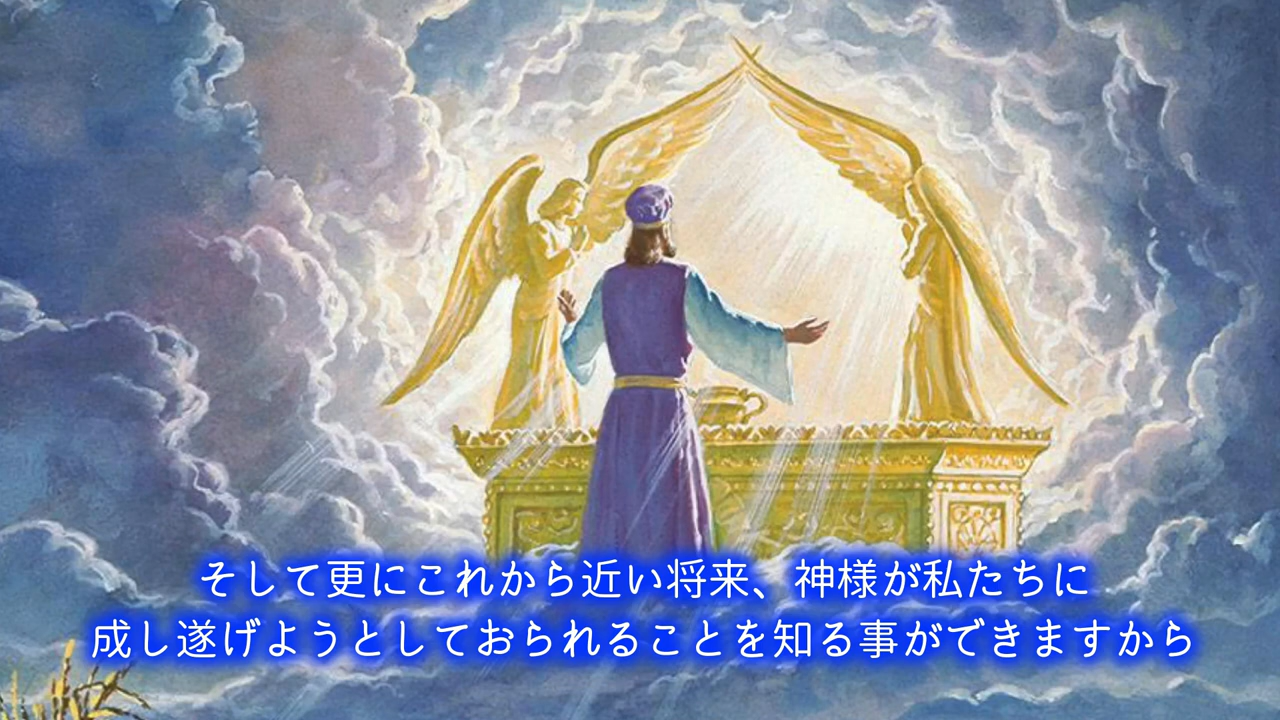 そして更にこれから近い将来、神様が私たちに
成し遂げようとしておられることを知る事ができますから